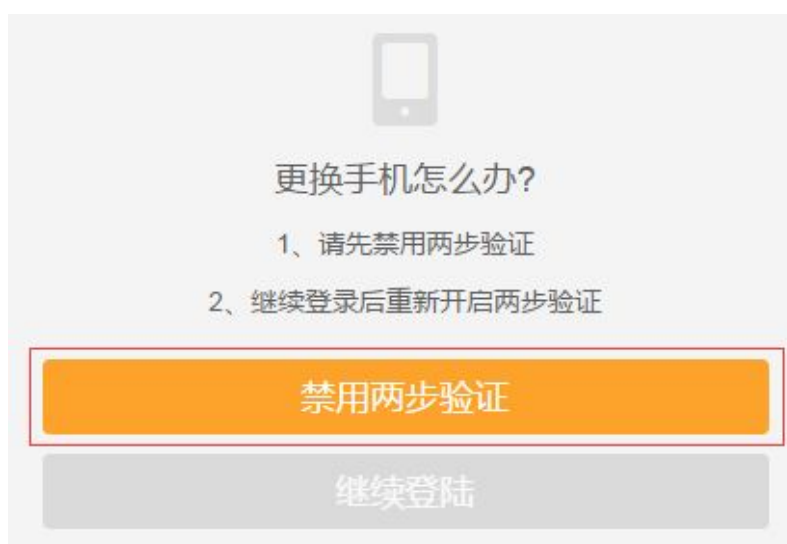 更换手机怎么办?
1、请先禁用两步验证
2、继续登录后重新开启两步验证
禁用两步验证
继续登陆